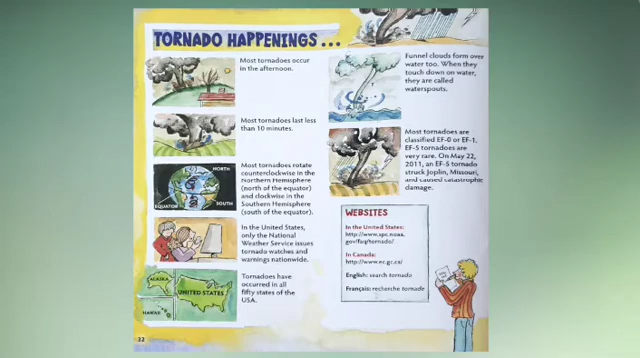 TORNADO HAPPENINGS...
Most tornadoes occur
in the afternoon.
Most tornadoes last less
than 10 minutes.
NORTH
EQUATOR
SOUTH
Most tornadoes rotate
counterclockwise in the
Northern Hemisphere
(north of the equator)
and clockwise in the
Southern Hemisphere
(south of the equator).
In the United States,
only the National
Weather Service issues
tornado watches and
warnings nationwide.
ALASKA
UNITED STATES
HAWAII
Tornadoes have
occurred in all
fifty states of the
USA.
32
Funnel clouds form over
water too. When they
touch down on water,
they are called
waterspouts.
Most tornadoes are
classified EF-0 or EF-1.
EF-5 tornadoes are
very rare. On May 22,
2011, an EF-5 tornado
struck Joplin, Missouri,
and caused catastrophic
damage.
WEBSITES
In the United States:
http://www.spc.noaa.
gov/faq/tornado/
In Canada:
http://www.ec.gc.ca/
English: search tornado
Français: recherche tornade